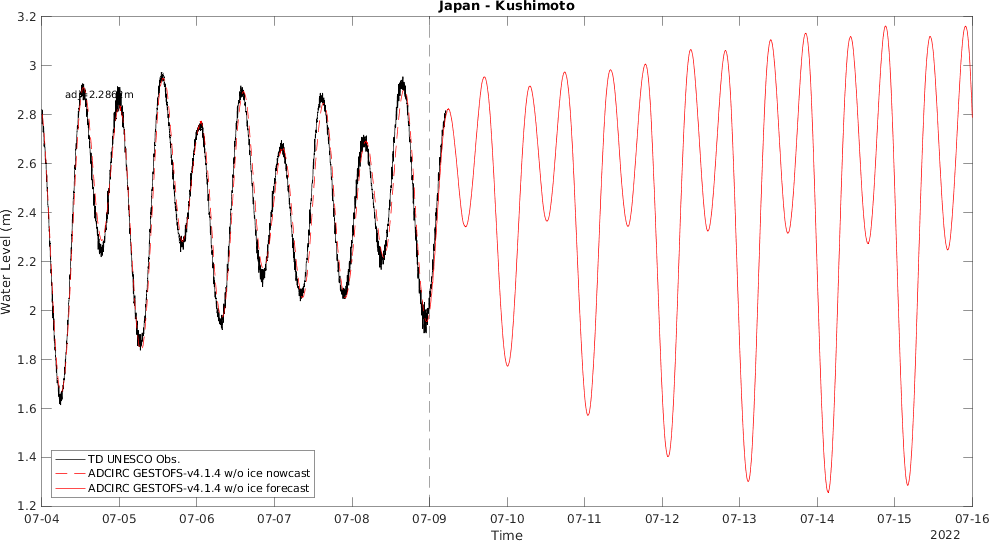 Japan - Kushimoto
Water Level (m)
3.2
3
2.8
2.6
2.4
2.2
2
1.8
1.6
1.4
1.2
TD UNESCO Obs.
ADCIRC GESTOFS-v4.1.4 w/o ice nowcast
ADCIRC GESTOFS-v4.1.4 w/o ice forecast
07-04 07-05 07-06 07-07 07-08 07-09 07-10 07-11 07-12 07-13 07-14 07-15 07-16
Time
2022